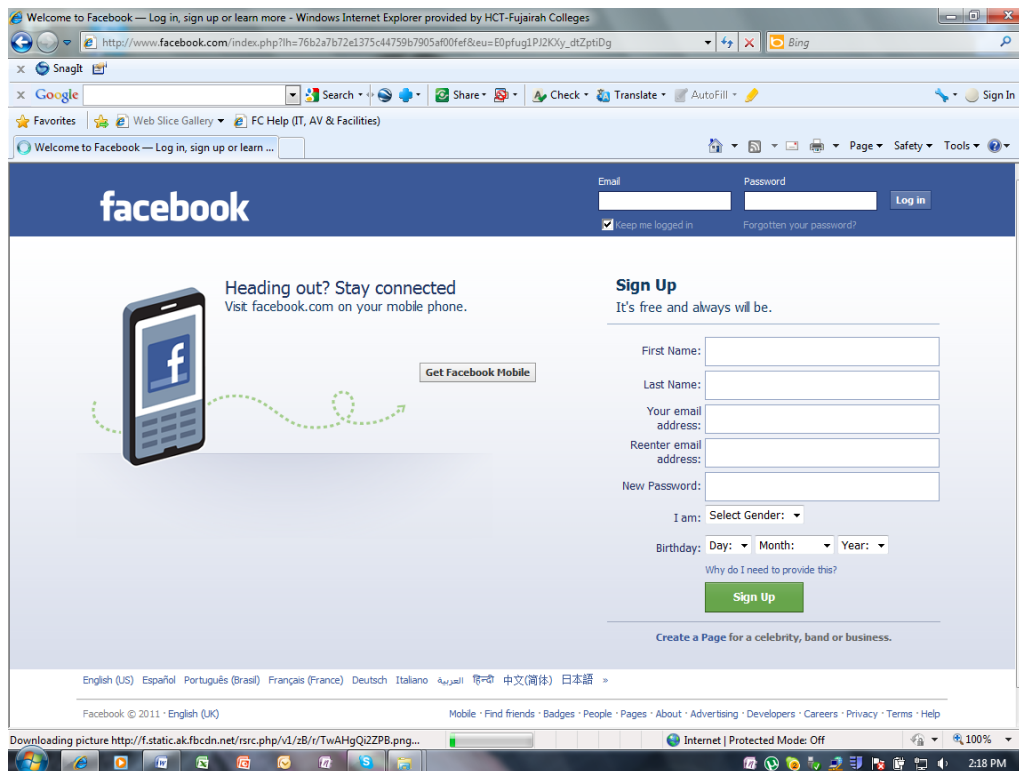 Welcome to Facebook — Log in, sign up or learn more - Windows Internet Explorer provided by HCT-Fujairah Colleges
http://www.facebook.com/index.php?lh=76b2a7b72e1375c44759b7905af00fef&eu=E0pfug1PJ2KXy_dtZptiDg
Bing
x SnagIt
x Google Search Share Check Translate AutoFill Sign In
Favorites Web Slice Gallery FC Help (IT, AV & Facilities)
Welcome to Facebook — Log in, sign up or learn ... Page Safety Tools
Email Password
facebook Log in
Keep me logged in Forgotten your password?
Heading out? Stay connected
Visit facebook.com on your mobile phone.
Get Facebook Mobile
Sign Up
It's free and always will be.
First Name:
Last Name:
Your email
address:
Reenter email
address:
New Password:
I am: Select Gender:
Birthday: Day: Month: Year:
Why do I need to provide this?
Sign Up
Create a Page for a celebrity, band or business.
English (US) Español Português (Brasil) Français (France) Deutsch Italiano العربية हिन्दी 中文(简体) 日本語 »
Facebook © 2011 · English (UK) Mobile · Find friends · Badges · People · Pages · About · Advertising · Developers · Careers · Privacy · Terms · Help
Downloading picture http://f.static.ak.fbcdn.net/rsrc.php/v1/zB/r/TwAHgQi2ZPB.png... Internet | Protected Mode: Off 100%
2:18 PM